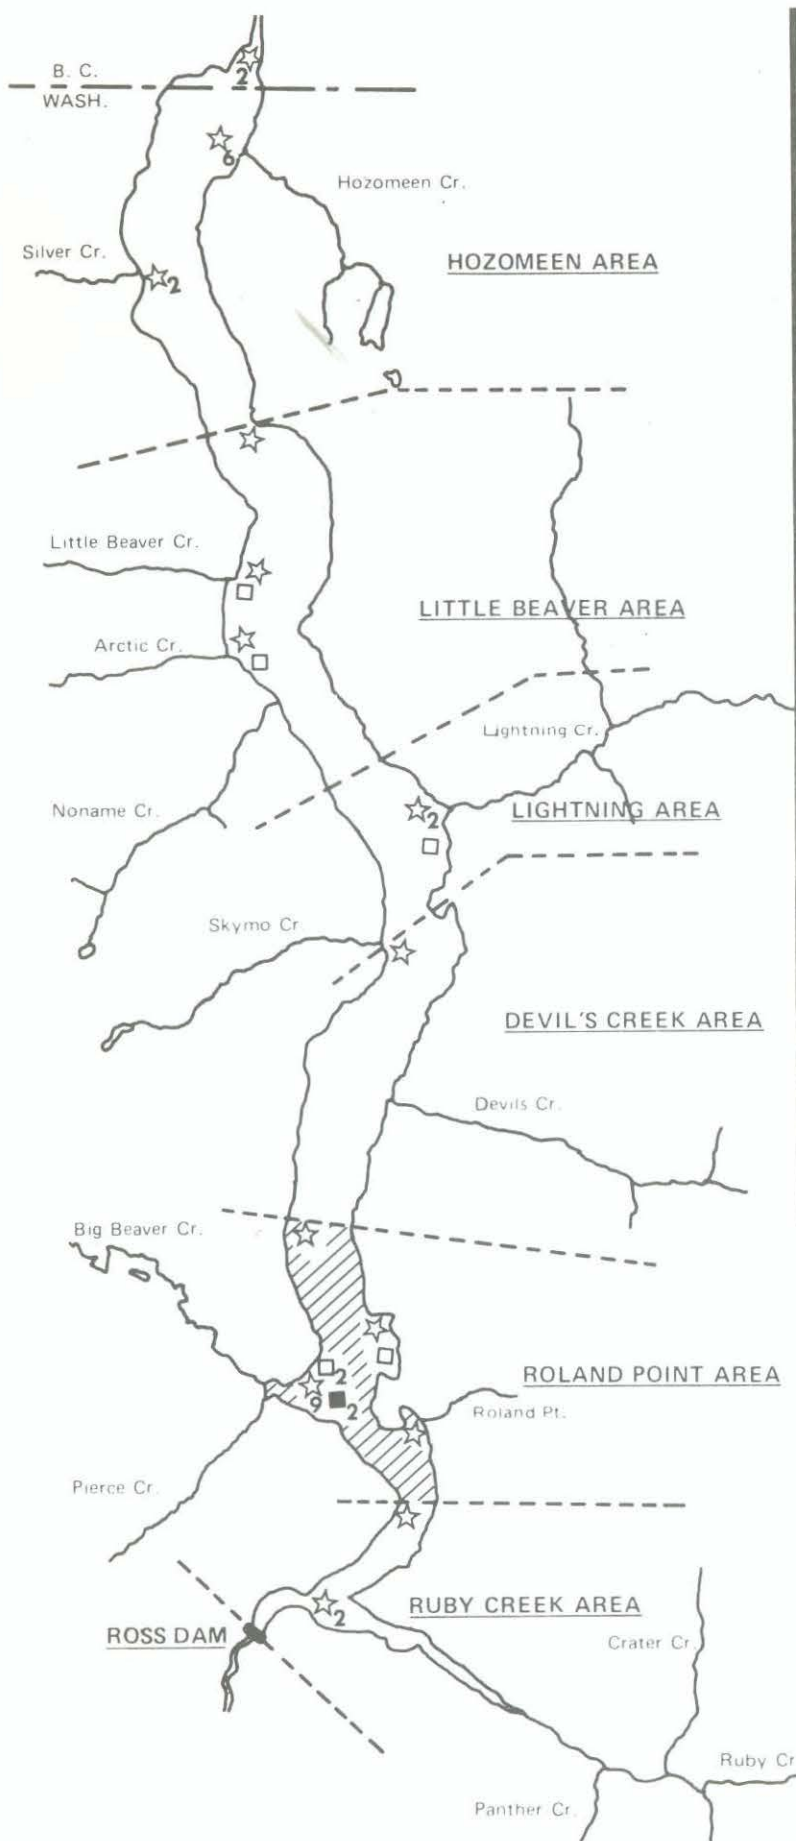 B. C.
2
WASH.
6
Hozomeen Cr.
Silver Cr.
2
HOZOMEEN AREA
Little Beaver Cr.
LITTLE BEAVER AREA
Arctic Cr.
Lightning Cr.
Noname Cr.
2
LIGHTNING AREA
Skymo Cr
DEVIL'S CREEK AREA
Devils Cr.
Big Beaver Cr.
2
ROLAND POINT AREA
9
2
Roland Pt.
Pierce Cr.
RUBY CREEK AREA
2
ROSS DAM
Crater Cr.
Ruby Cr
Panther Cr.